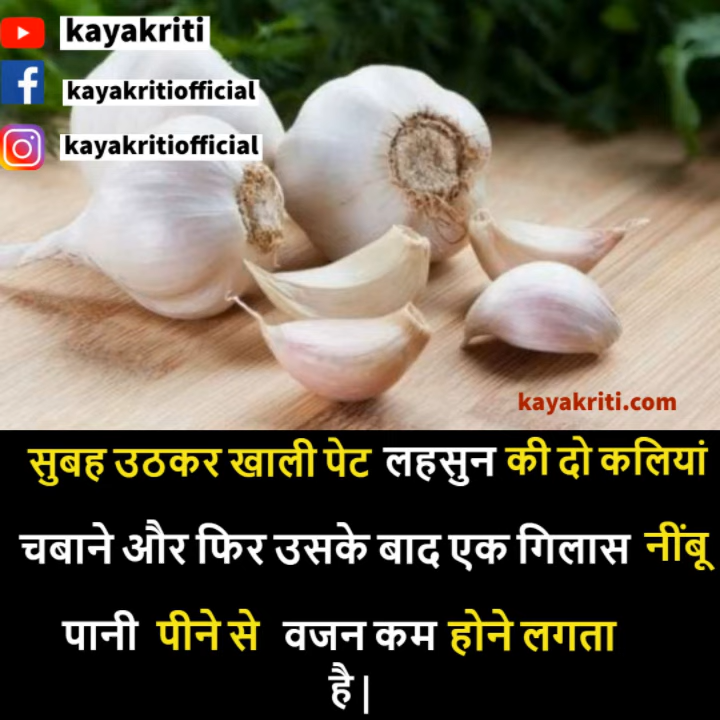 kayakriti
kayakritiofficial
kayakritiofficial
kayakriti.com
सुबह उठकर खाली पेट लहसुन की दो कलियां
चबाने और फिर उसके बाद एक गिलास नींबू
पानी पीने से वजन कम होने लगता
है|